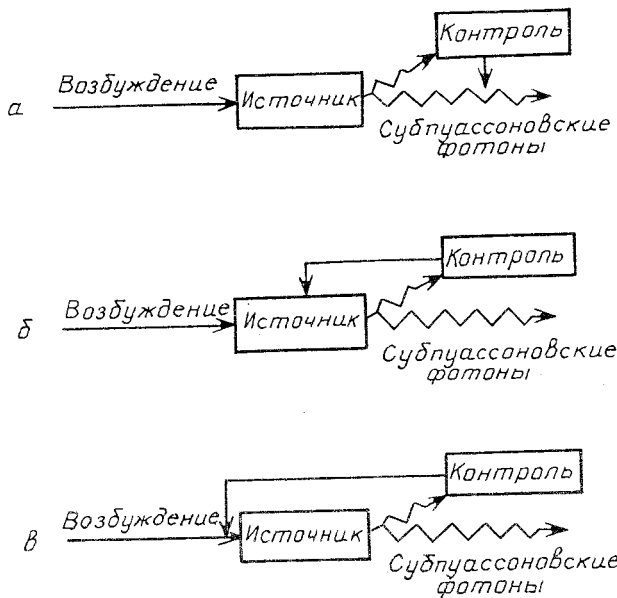 Контроль
Возбуждение
Источник
а
Субпуассоновские
фотоны
Контроль
Возбуждение
Источник
б
Субпуассоновские
фотоны
Контроль
Возбуждение
Источник
в
Субпуассоновские
фотоны